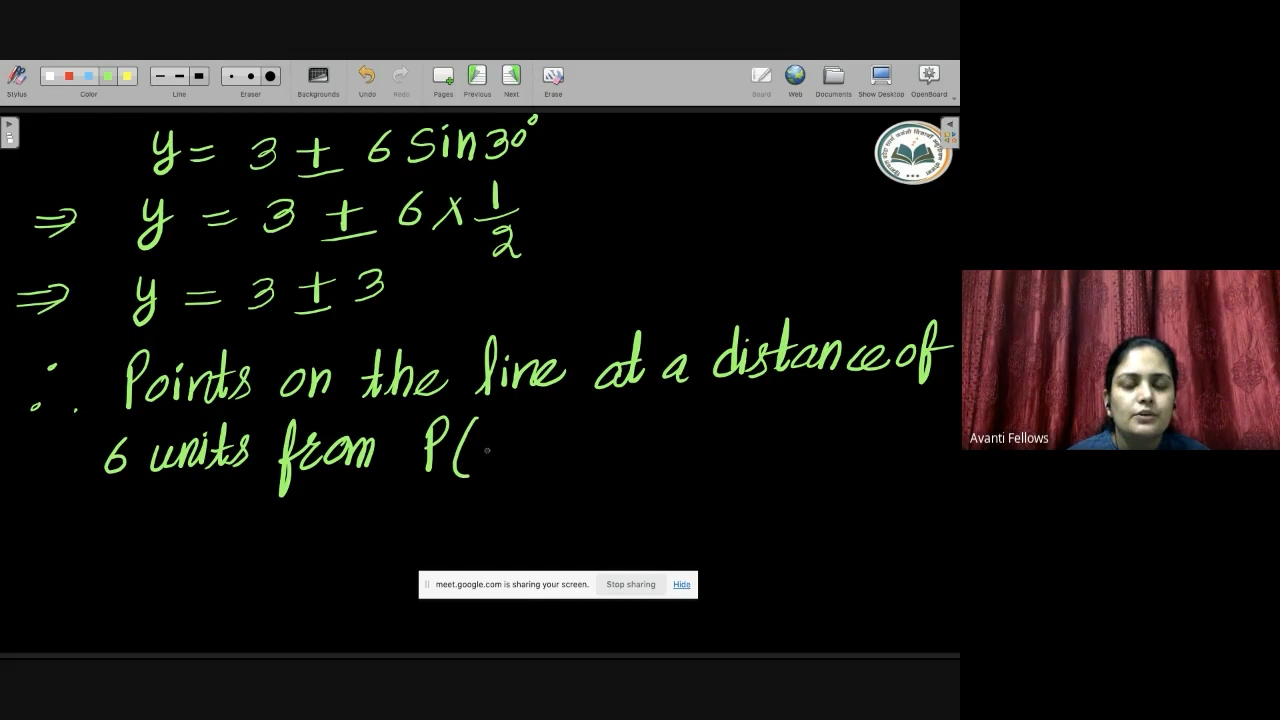 Stylus Color Line Eraser Backgrounds Undo Redo Pages Previous Next Erase Board Web Documents Show Desktop OpenBoard
y = 3 ± 6 Sin30°
⇒ y = 3 ± 6 × 1/2
⇒ y = 3 ± 3
∴ Points on the line at a distance of
6 units from P(
Avanti Fellows
meet.google.com is sharing your screen. Stop sharing Hide